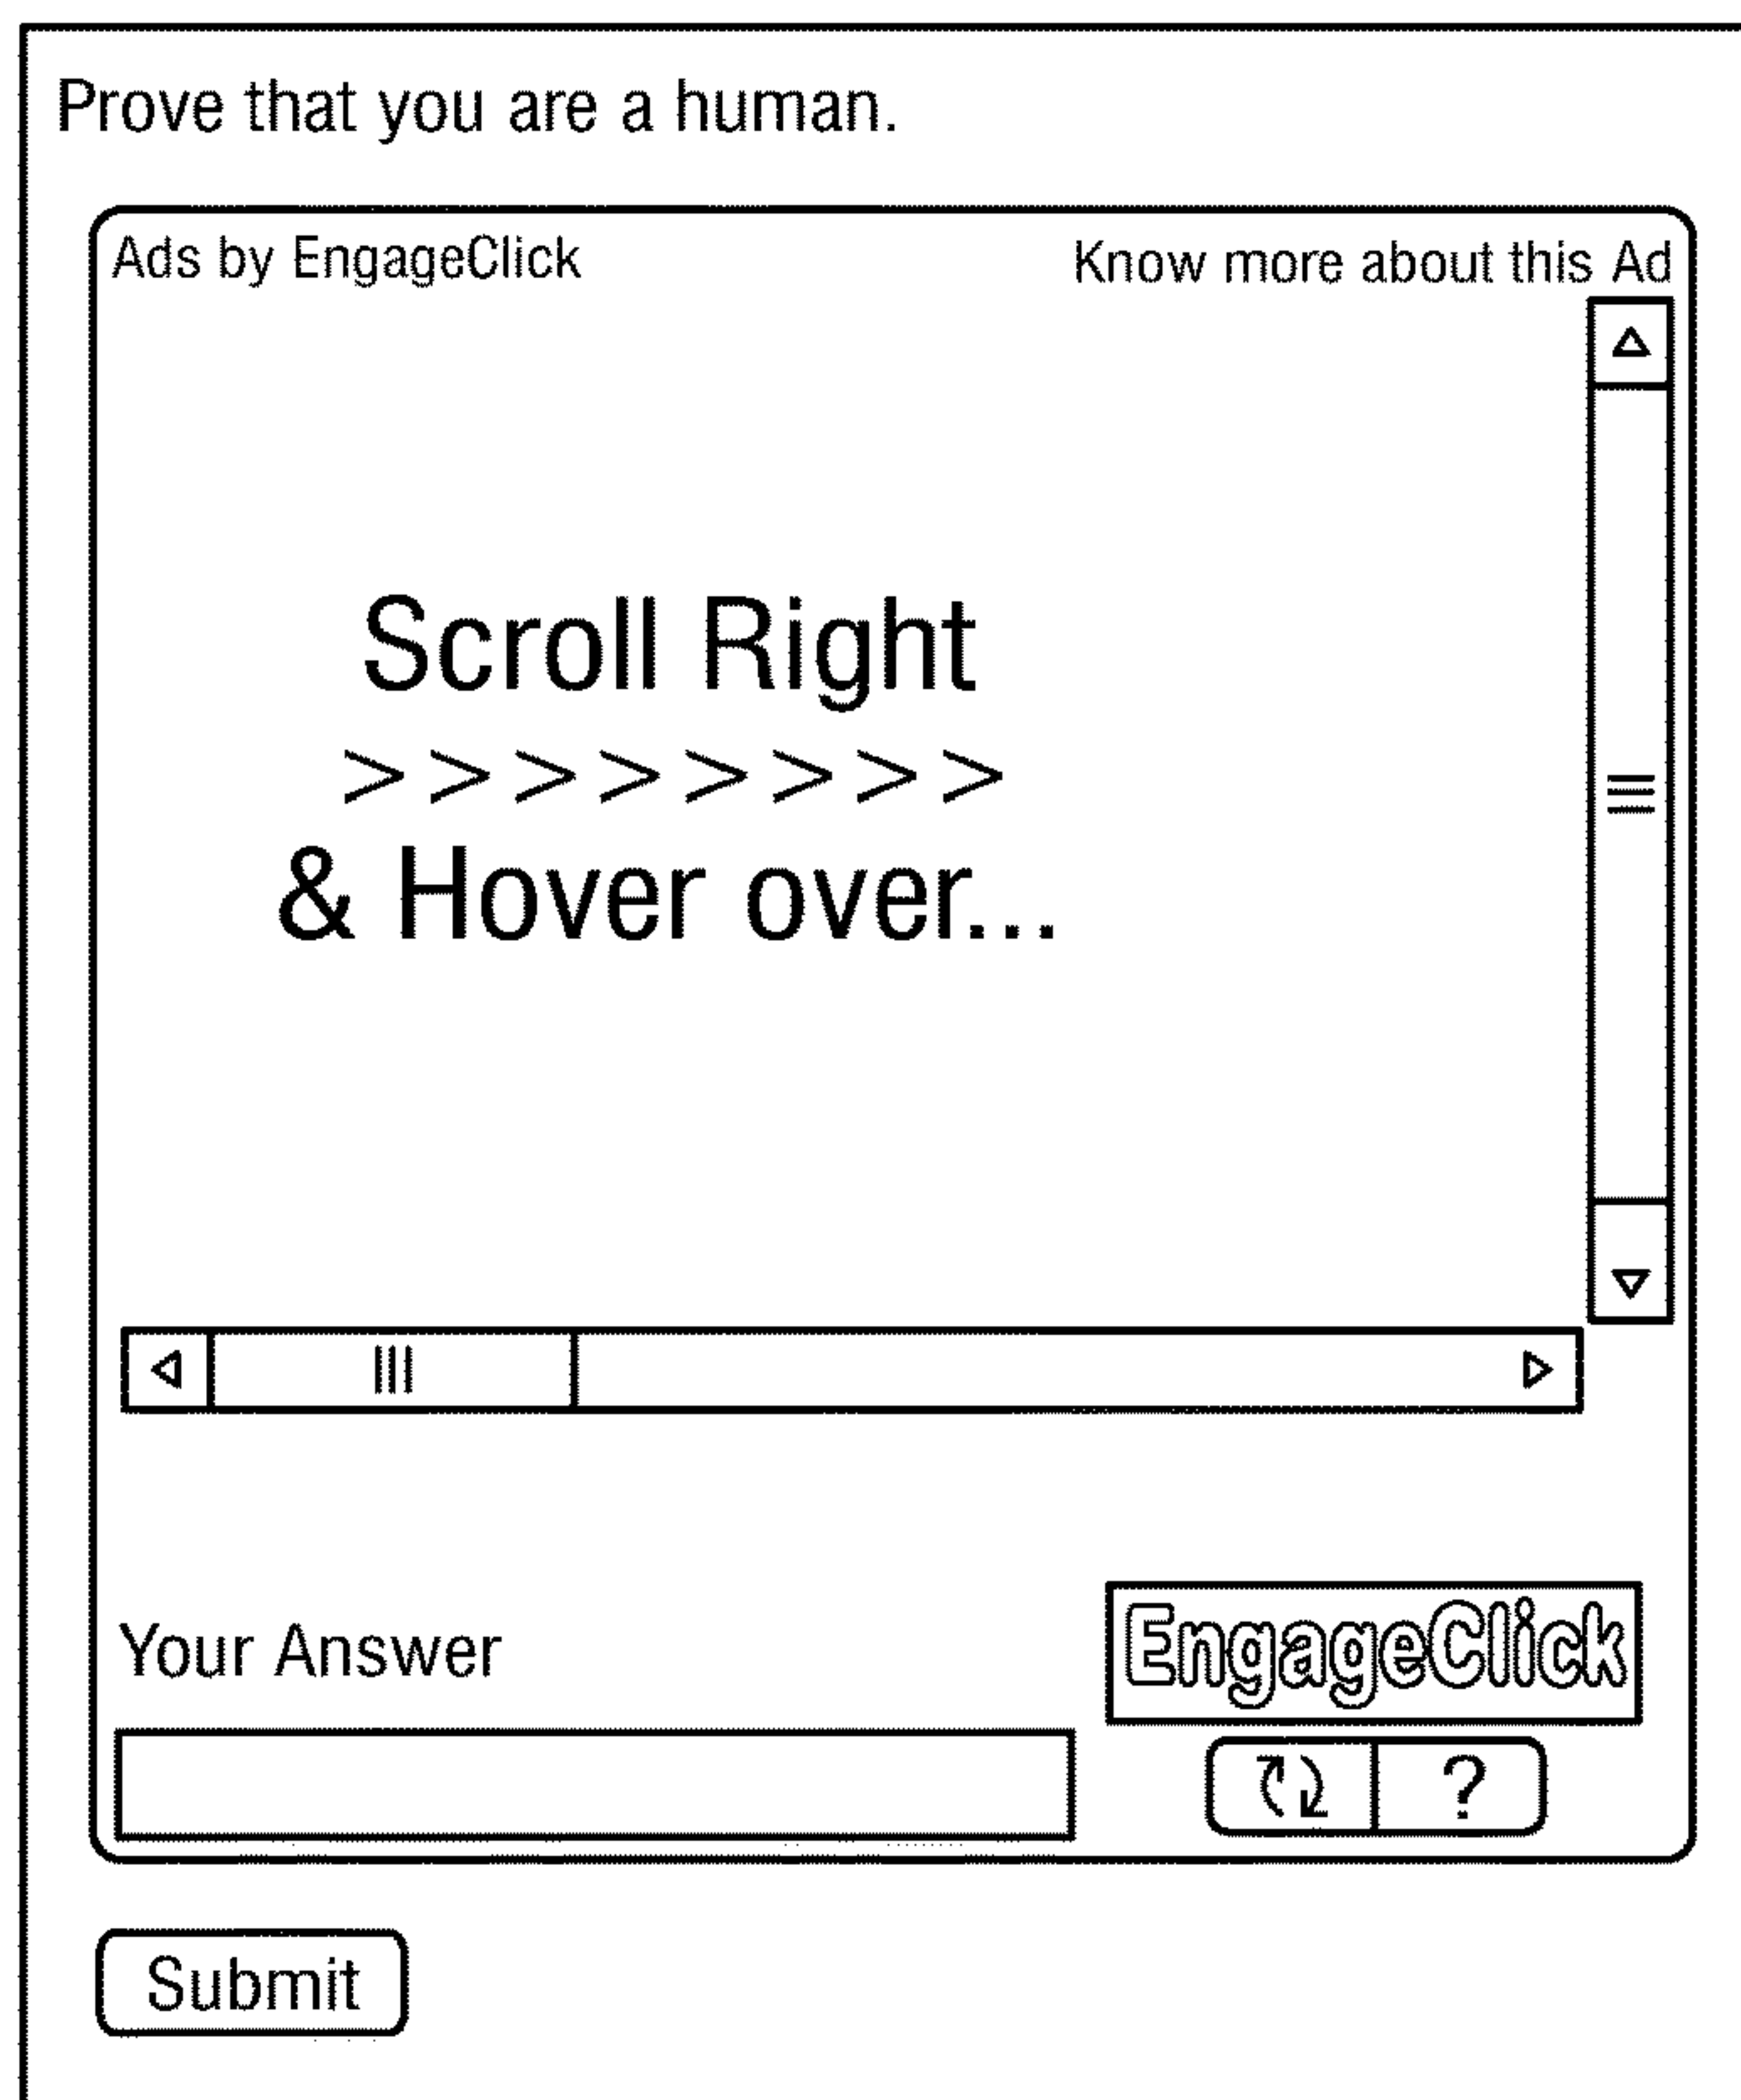 Prove that you are a human.
Ads by EngageClick
Know more about this Ad
Scroll Right
> > > > > > > >
& Hover over...
Your Answer
EngageClick
?
Submit